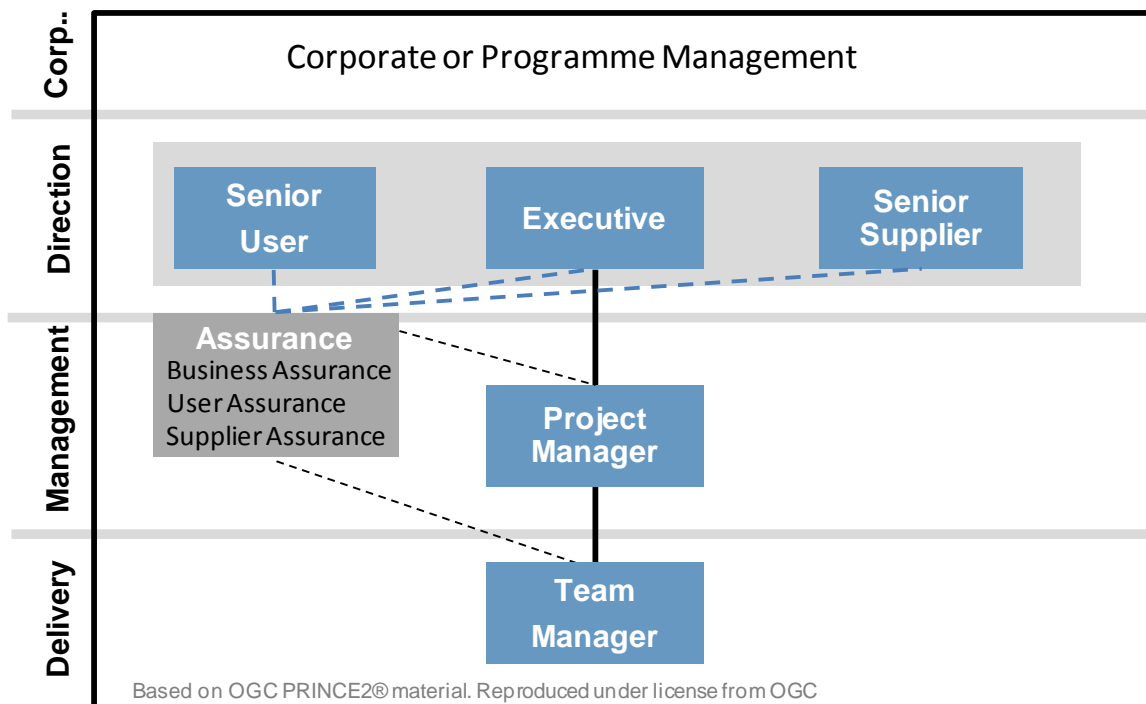 Corp..
Corporate or Programme Management
Direction
Senior
User
Executive
Senior
Supplier
Management
Assurance
Business Assurance
User Assurance
Supplier Assurance
Project
Manager
Delivery
Team
Manager
Based on OGC PRINCE2® material. Reproduced under license from OGC